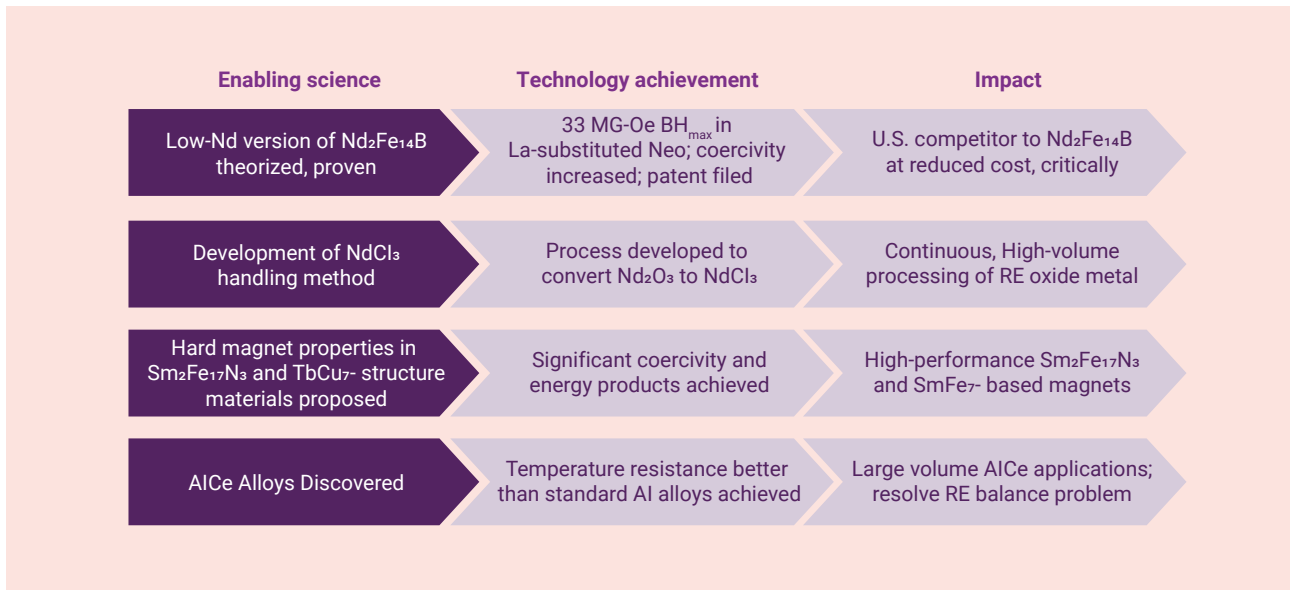 Enabling science
Technology achievement
Impact
Low-Nd version of Nd₂Fe₁₄B
theorized, proven
33 MG-Oe BHmax in
La-substituted Neo; coercivity
increased; patent filed
U.S. competitor to Nd₂Fe₁₄B
at reduced cost, critically
Development of NdCl₃
handling method
Process developed to
convert Nd₂O₃ to NdCl₃
Continuous, High-volume
processing of RE oxide metal
Hard magnet properties in
Sm₂Fe₁₇N₃ and TbCu₇- structure
materials proposed
Significant coercivity and
energy products achieved
High-performance Sm₂Fe₁₇N₃
and SmFe₇- based magnets
AlCe Alloys Discovered
Temperature resistance better
than standard Al alloys achieved
Large volume AlCe applications;
resolve RE balance problem